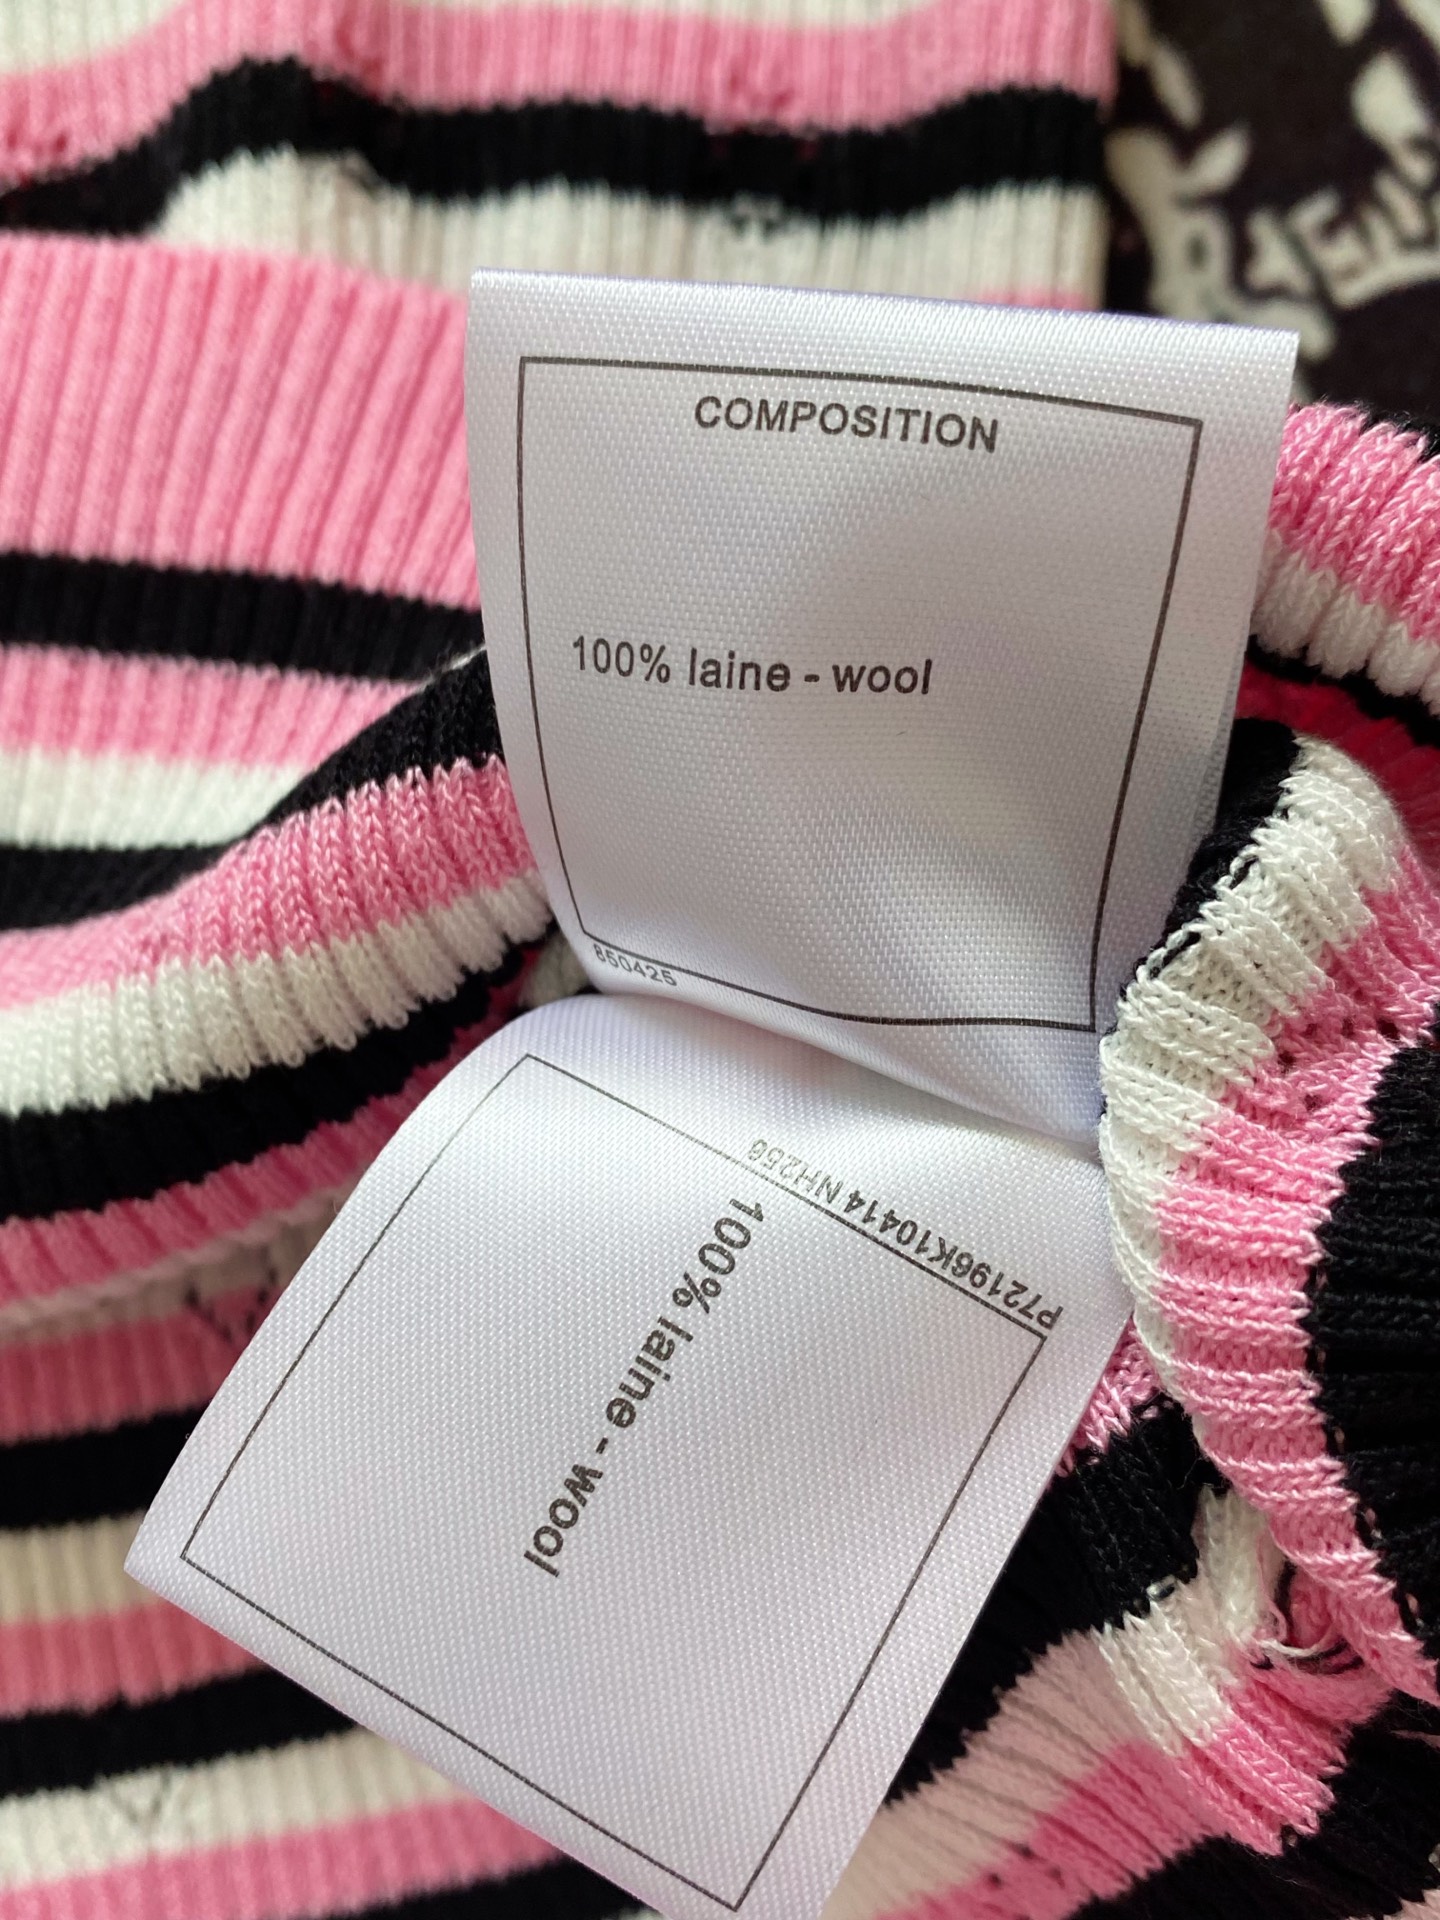 COMPOSITION
100% laine - wool
850425
P72196K10414 NH256
100% laine - wool